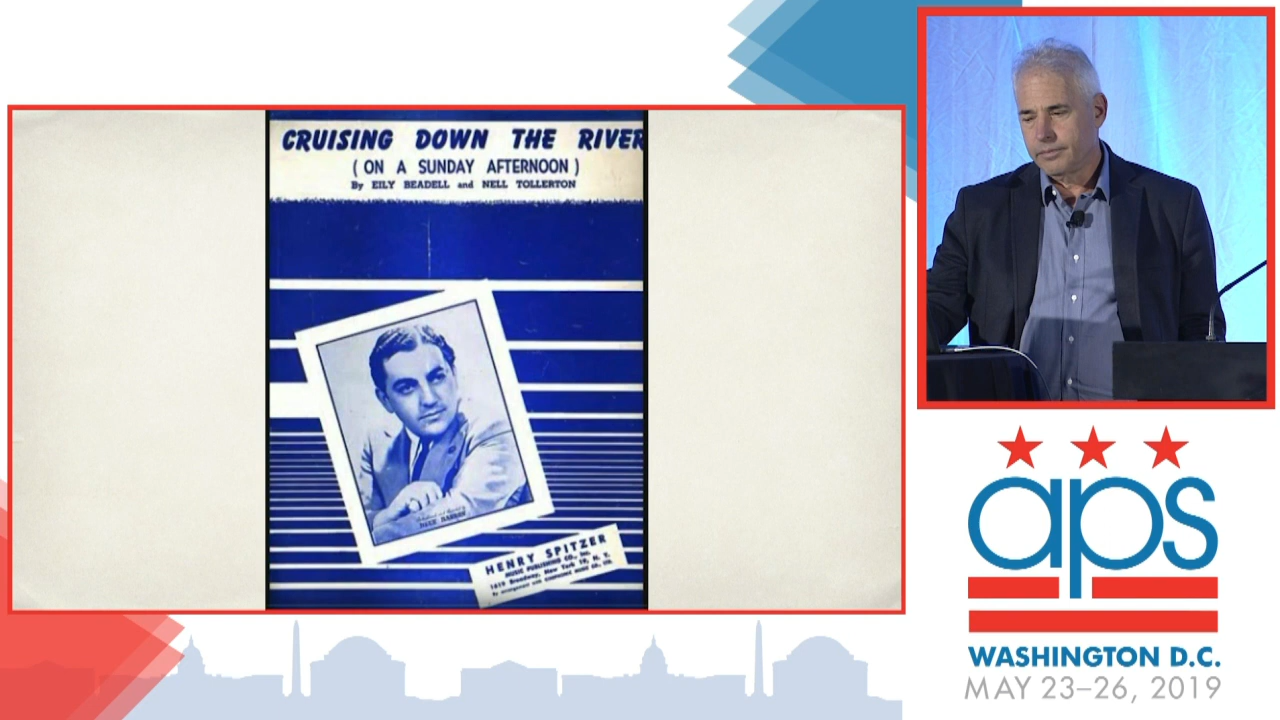 CRUISING DOWN THE RIVER
( ON A SUNDAY AFTERNOON )
By EILY BEADELL and NELL TOLLERTON
HENRY SPITZER
MUSIC PUBLISHING CO., Inc.
1619 Broadway, New York 19, N. Y.
aps
WASHINGTON D.C.
MAY 23–26, 2019